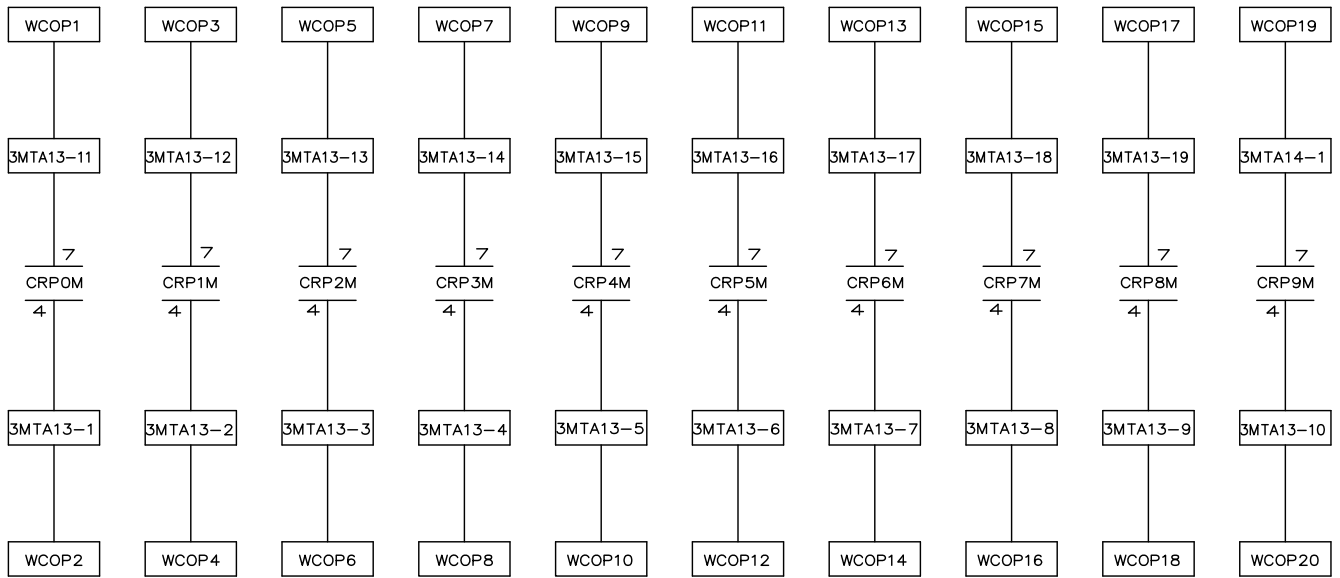 WCOP1 WCOP3 WCOP5 WCOP7 WCOP9 WCOP11 WCOP13 WCOP15 WCOP17 WCOP19
3MTA13-11 3MTA13-12 3MTA13-13 3MTA13-14 3MTA13-15 3MTA13-16 3MTA13-17 3MTA13-18 3MTA13-19 3MTA14-1
7 7 7 7 7 7 7 7 7 7
CRP0M CRP1M CRP2M CRP3M CRP4M CRP5M CRP6M CRP7M CRP8M CRP9M
4 4 4 4 4 4 4 4 4 4
3MTA13-1 3MTA13-2 3MTA13-3 3MTA13-4 3MTA13-5 3MTA13-6 3MTA13-7 3MTA13-8 3MTA13-9 3MTA13-10
WCOP2 WCOP4 WCOP6 WCOP8 WCOP10 WCOP12 WCOP14 WCOP16 WCOP18 WCOP20